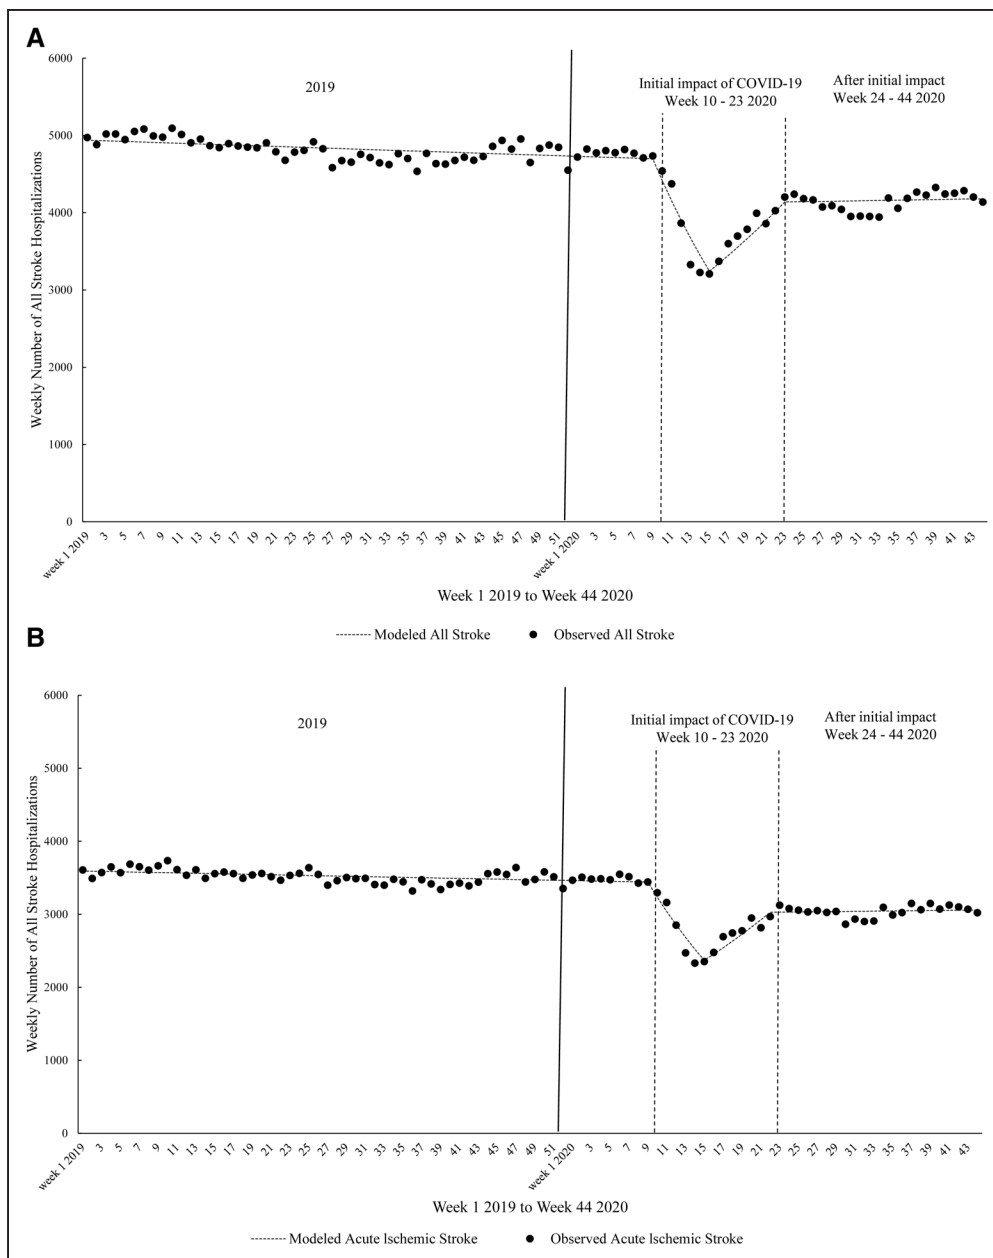 A
6000
5000
4000
3000
2000
1000
0
Weekly Number of All Stroke Hospitalizations
2019
Initial impact of COVID-19
Week 10 - 23 2020
After initial impact
Week 24 - 44 2020
week 1 2019 3 5 7 9 11 13 15 17 19 21 23 25 27 29 31 33 35 37 39 41 43 45 47 49 51 week 1 2020 3 5 7 9 11 13 15 17 19 21 23 25 27 29 31 33 35 37 39 41 43
Week 1 2019 to Week 44 2020
Modeled All Stroke Observed All Stroke
B
6000
5000
4000
3000
2000
1000
0
Weekly Number of All Stroke Hospitalizations
2019
Initial impact of COVID-19
Week 10 - 23 2020
After initial impact
Week 24 - 44 2020
week 1 2019 3 5 7 9 11 13 15 17 19 21 23 25 27 29 31 33 35 37 39 41 43 45 47 49 51 week 1 2020 3 5 7 9 11 13 15 17 19 21 23 25 27 29 31 33 35 37 39 41 43
Week 1 2019 to Week 44 2020
Modeled Acute Ischemic Stroke Observed Acute Ischemic Stroke